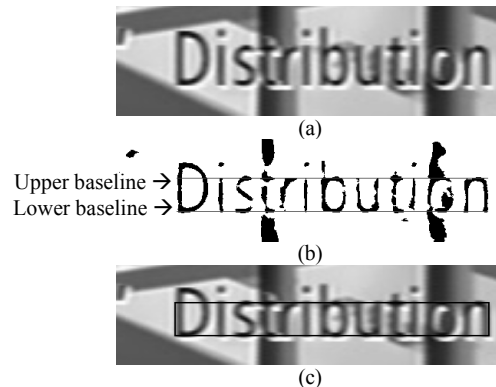 Distribution
(a)
Upper baseline →
Lower baseline →
Distribution
(b)
Distribution
(c)